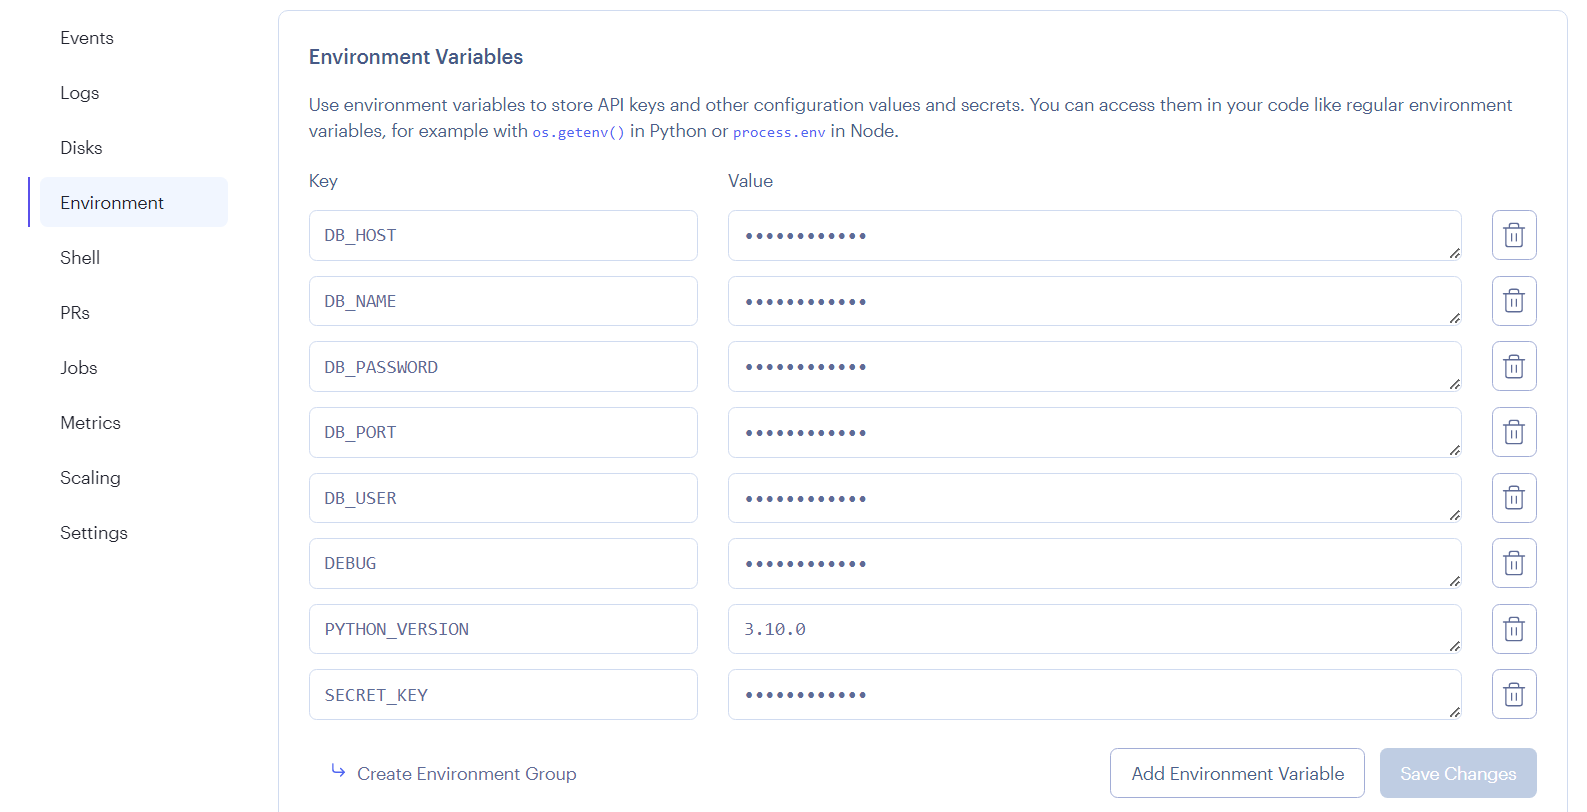 Events
Logs
Disks
Environment
Shell
PRs
Jobs
Metrics
Scaling
Settings
Environment Variables
Use environment variables to store API keys and other configuration values and secrets. You can access them in your code like regular environment
variables, for example with os.getenv() in Python or process.env in Node.
Key Value
DB_HOST ••••••••••••
DB_NAME ••••••••••••
DB_PASSWORD ••••••••••••
DB_PORT ••••••••••••
DB_USER ••••••••••••
DEBUG ••••••••••••
PYTHON_VERSION 3.10.0
SECRET_KEY ••••••••••••
Create Environment Group Add Environment Variable Save Changes